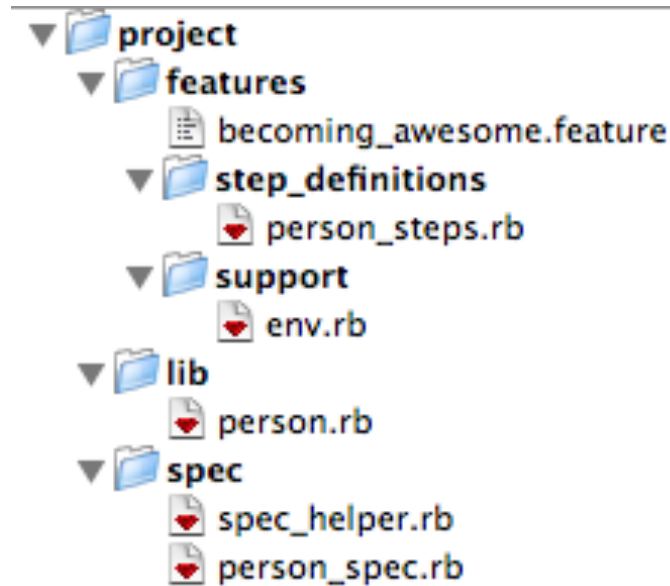 project
features
becoming_awesome.feature
step_definitions
person_steps.rb
support
env.rb
lib
person.rb
spec
spec_helper.rb
person_spec.rb